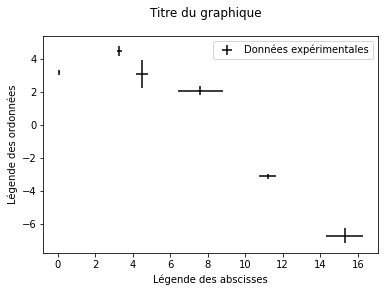 Titre du graphique
Données expérimentales
Légende des ordonnées
4
2
0
−2
−4
−6
0 2 4 6 8 10 12 14 16
Légende des abscisses